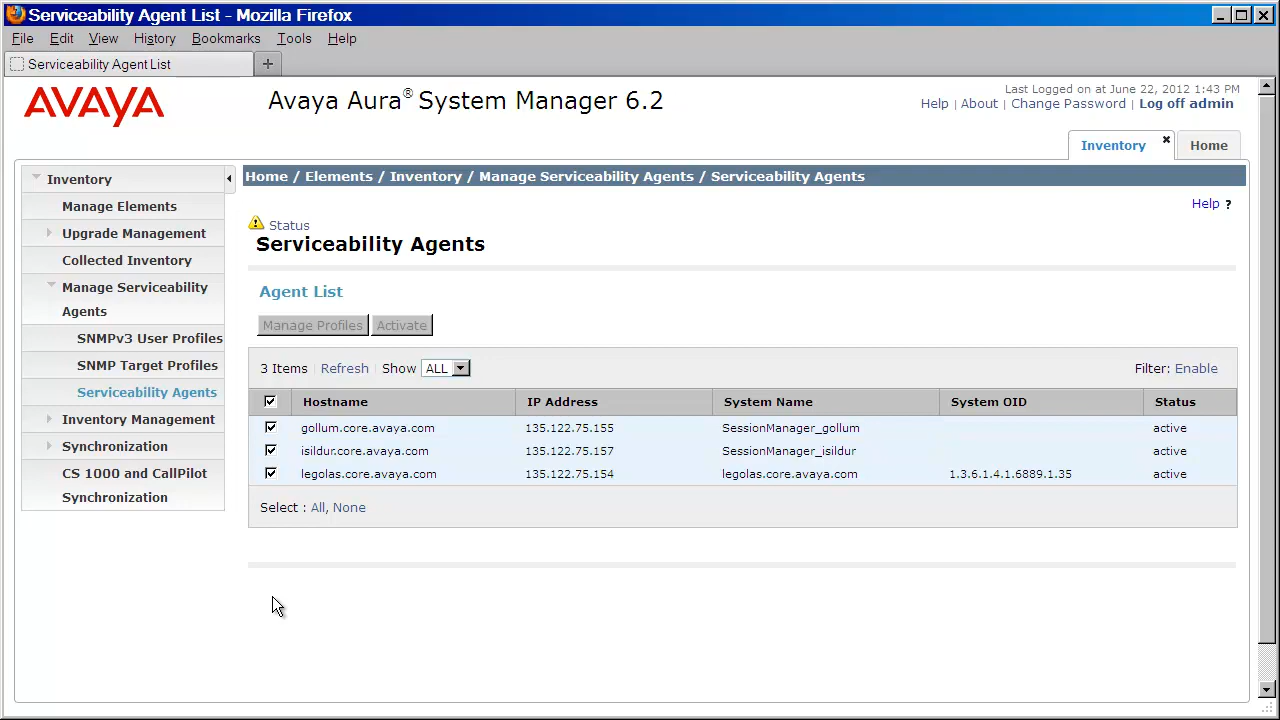 Serviceability Agent List - Mozilla Firefox
File Edit View History Bookmarks Tools Help
Serviceability Agent List
AVAYA
Avaya Aura® System Manager 6.2
Last Logged on at June 22, 2012 1:43 PM
Help | About | Change Password | Log off admin
Inventory
Home
Inventory
Manage Elements
Upgrade Management
Collected Inventory
Manage Serviceability
Agents
SNMPv3 User Profiles
SNMP Target Profiles
Serviceability Agents
Inventory Management
Synchronization
CS 1000 and CallPilot
Synchronization
Home / Elements / Inventory / Manage Serviceability Agents / Serviceability Agents
Help ?
Status
Serviceability Agents
Agent List
Manage Profiles Activate
3 Items | Refresh Show ALL Filter: Enable
Hostname IP Address System Name System OID Status
gollum.core.avaya.com 135.122.75.155 SessionManager_gollum active
isildur.core.avaya.com 135.122.75.157 SessionManager_isildur active
legolas.core.avaya.com 135.122.75.154 legolas.core.avaya.com 1.3.6.1.4.1.6889.1.35 active
Select : All, None